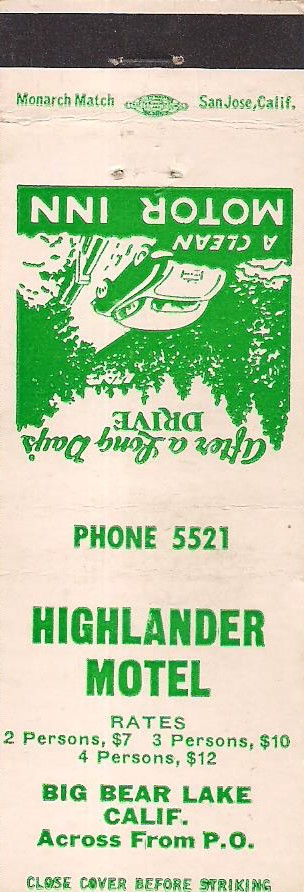 Monarch Match San Jose, Calif.
After a Long Day's
DRIVE
A CLEAN
MOTOR INN
PHONE 5521
HIGHLANDER
MOTEL
RATES
2 Persons, $7 3 Persons, $10
4 Persons, $12
BIG BEAR LAKE
CALIF.
Across From P.O.
CLOSE COVER BEFORE STRIKING